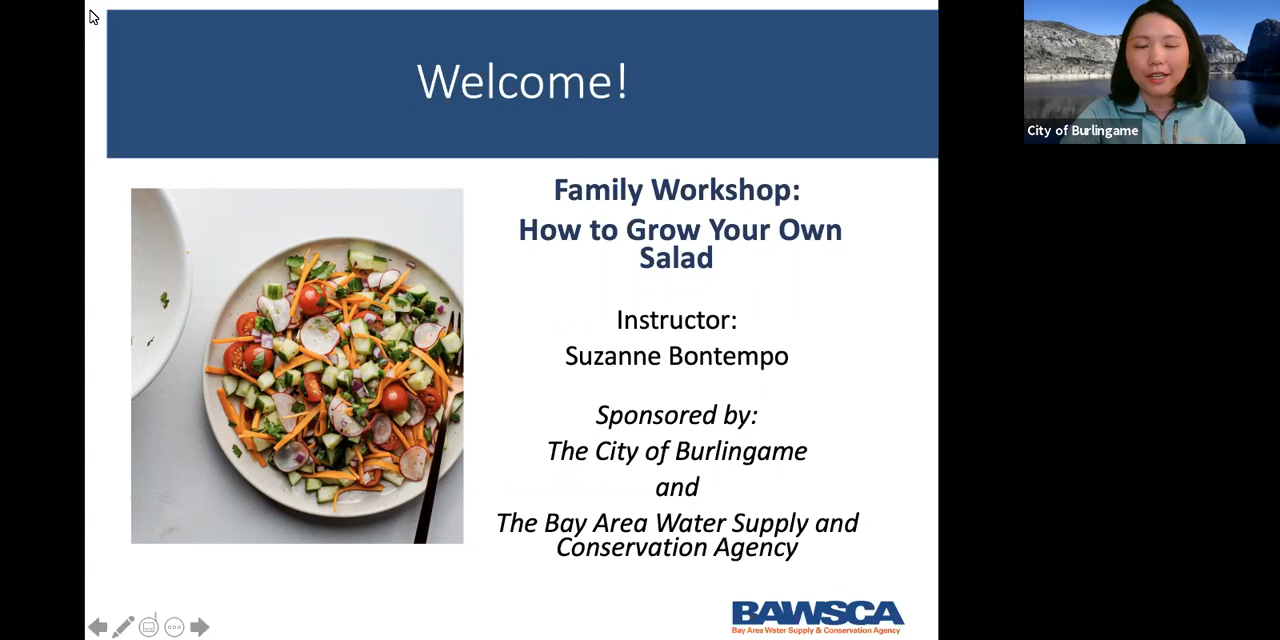 Welcome!
City of Burlingame
Family Workshop:
How to Grow Your Own
Salad
Instructor:
Suzanne Bontempo
Sponsored by:
The City of Burlingame
and
The Bay Area Water Supply and
Conservation Agency
BAWSCA
Bay Area Water Supply & Conservation Agency